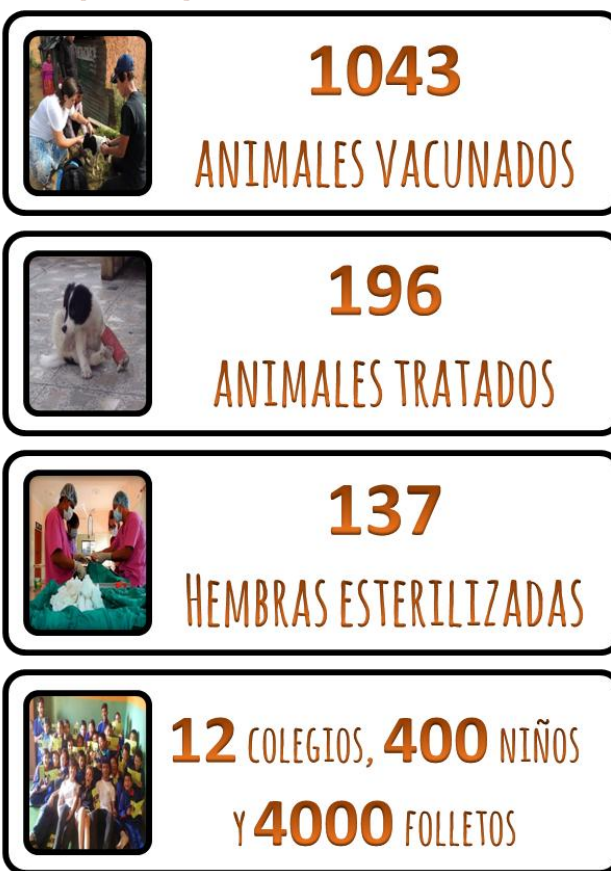 1043
ANIMALES VACUNADOS
196
ANIMALES TRATADOS
137
HEMBRAS ESTERILIZADAS
12 COLEGIOS, 400 NIÑOS
Y 4000 FOLLETOS